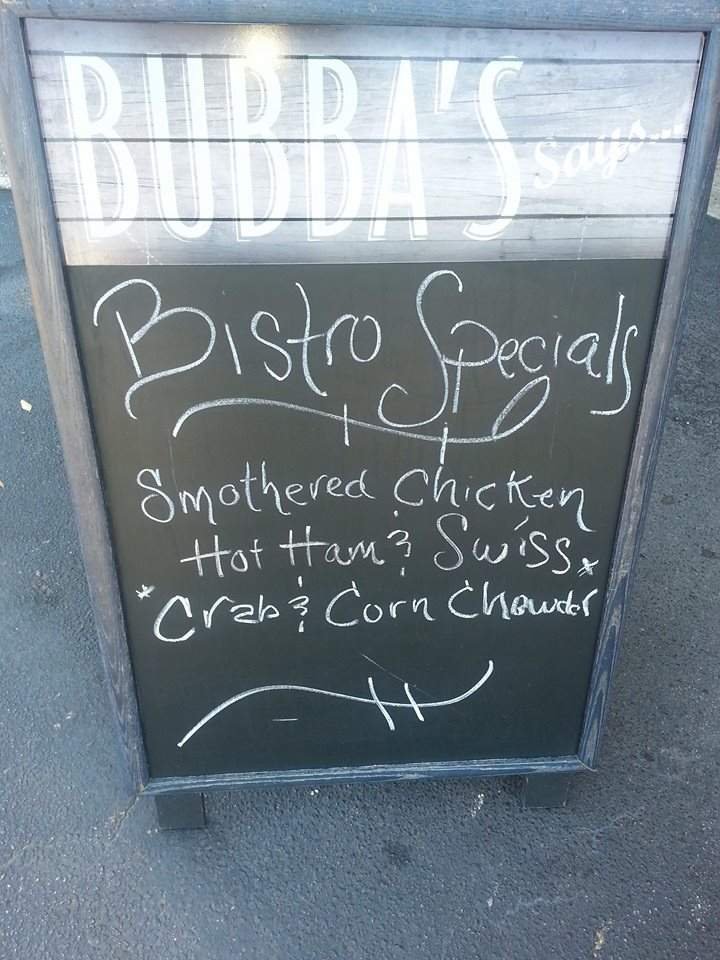 BUBBA'S says...
Bistro Specials
Smothered Chicken
Hot Ham & Swiss
*Crab & Corn Chowder*